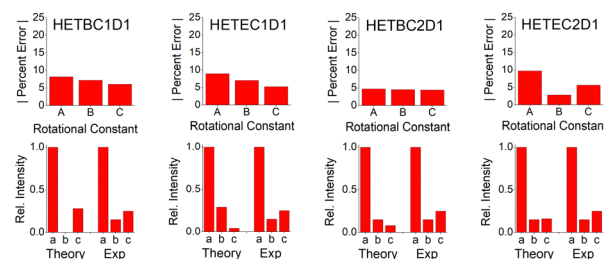 HETBC1D1
| Percent Error |
25
20
15
10
5
0
A B C
Rotational Constant
HETEC1D1
| Percent Error |
25
20
15
10
5
0
A B C
Rotational Constant
HETBC2D1
| Percent Error |
25
20
15
10
5
0
A B C
Rotational Constant
HETEC2D1
| Percent Error |
25
20
15
10
5
0
A B C
Rotational Constan
Rel. Intensity
1.0
0.5
0.0
a b c a b c
Theory Exp
Rel. Intensity
1.0
0.5
0.0
a b c a b c
Theory Exp
Rel. Intensity
1.0
0.5
0.0
a b c a b c
Theory Exp
Rel. Intensity
1.0
0.5
0.0
a b c a b c
Theory Exp